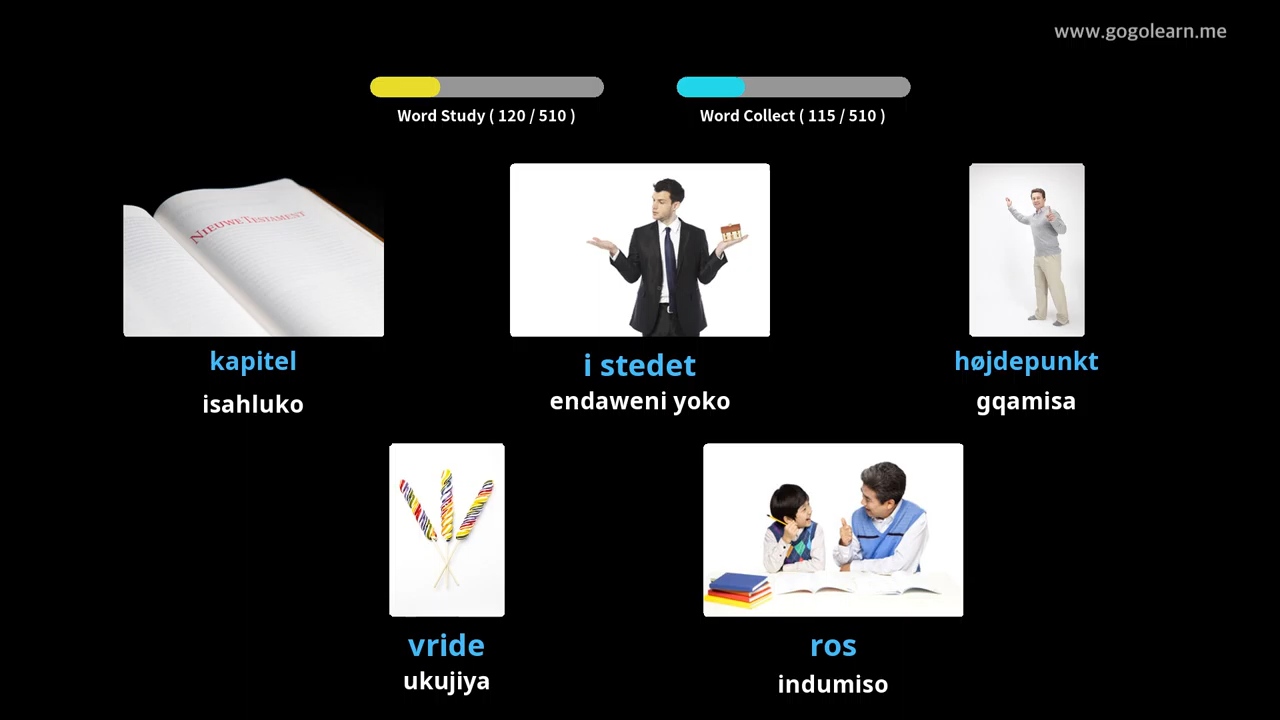 www.gogolearn.me
Word Study ( 120 / 510 )
Word Collect ( 115 / 510 )
NIEUWE TESTAMENT
kapitel
isahluko
i stedet
endaweni yoko
højdepunkt
gqamisa
vride
ukujiya
ros
indumiso